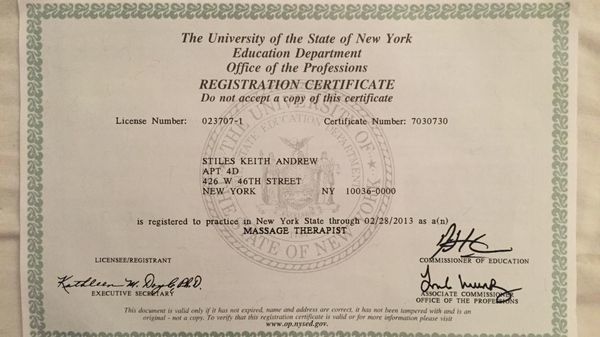 The University of the State of New York
Education Department
Office of the Professions
REGISTRATION CERTIFICATE
Do not accept a copy of this certificate
License Number: 023707-1 Certificate Number: 7030730
STILES KEITH ANDREW
APT 4D
426 W 46TH STREET
NEW YORK NY 10036-0000
is registered to practice in New York State through 02/28/2013 as a(n)
MASSAGE THERAPIST
LICENSEE/REGISTRANT
COMMISSIONER OF EDUCATION
Kathleen M. Doyle Ph.D.
EXECUTIVE SECRETARY
ASSOCIATE COMMISSIONER
OFFICE OF THE PROFESSIONS
This document is valid only if it has not expired, name and address are correct, it has not been tampered with and is an
original - not a copy. To verify that this registration certificate is valid or for more information please visit
www.op.nysed.gov.